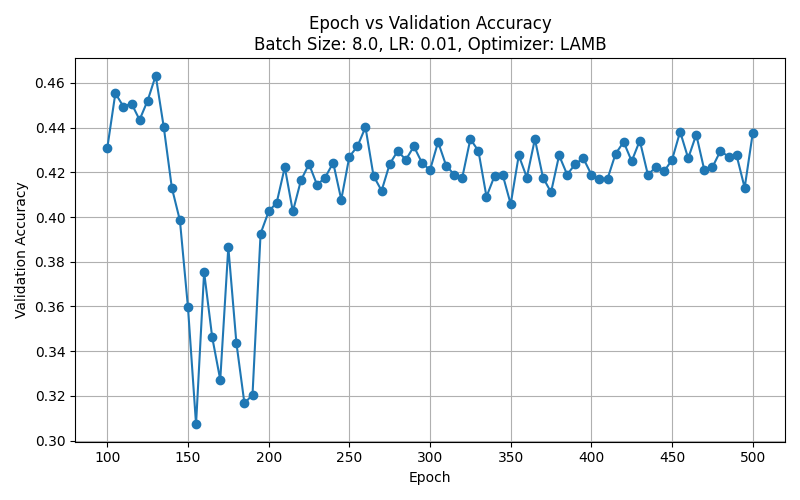 Epoch vs Validation Accuracy
Batch Size: 8.0, LR: 0.01, Optimizer: LAMB
0.46
0.44
0.42
0.40
0.38
0.36
0.34
0.32
0.30
Validation Accuracy
100 150 200 250 300 350 400 450 500
Epoch